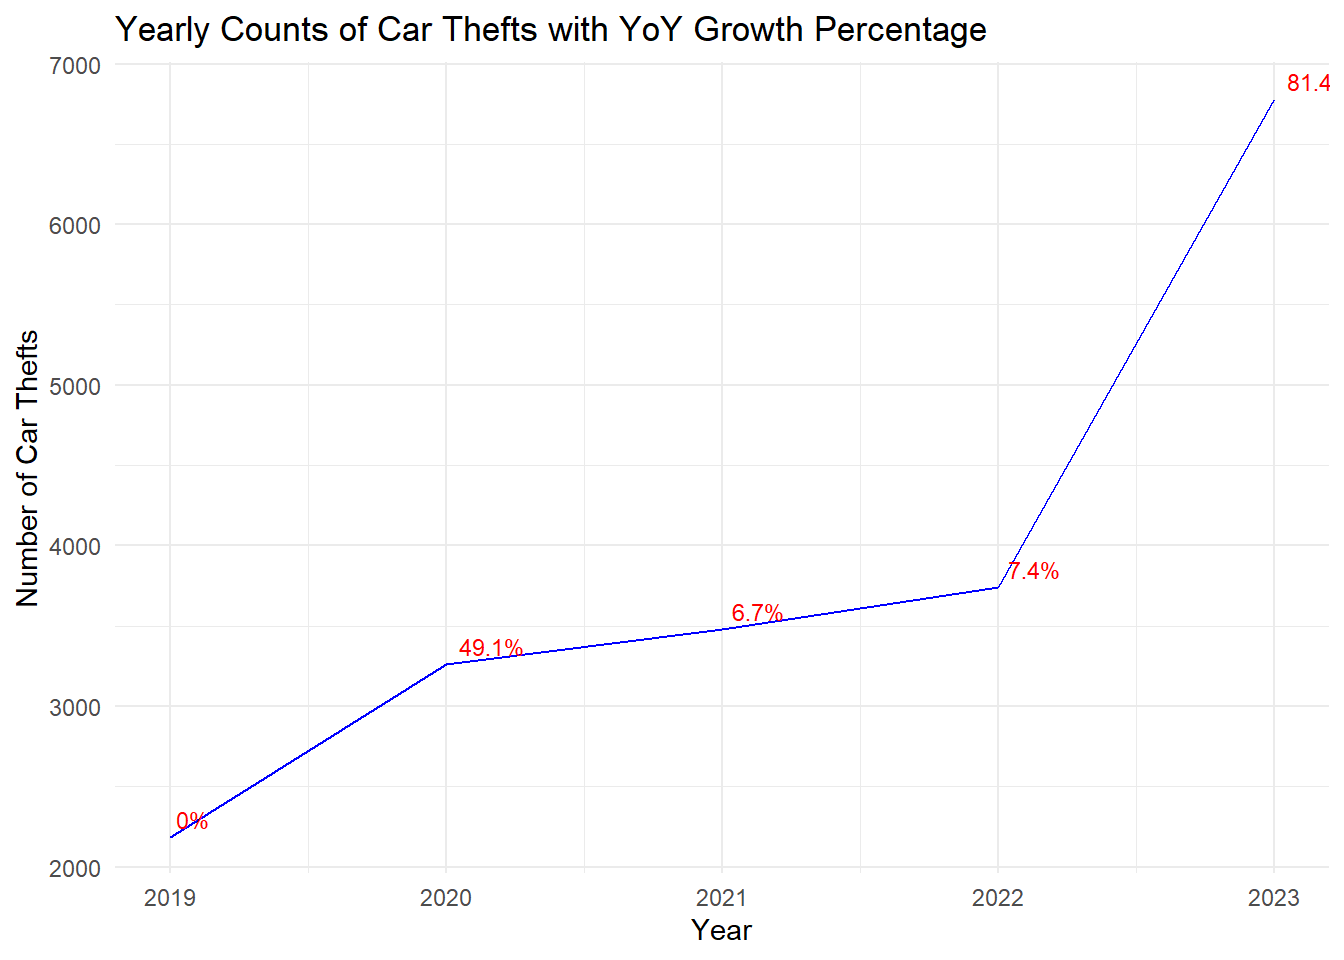 Yearly Counts of Car Thefts with YoY Growth Percentage
Number of Car Thefts
7000
6000
5000
4000
3000
2000
81.4
7.4%
6.7%
49.1%
0%
2019 2020 2021 2022 2023
Year